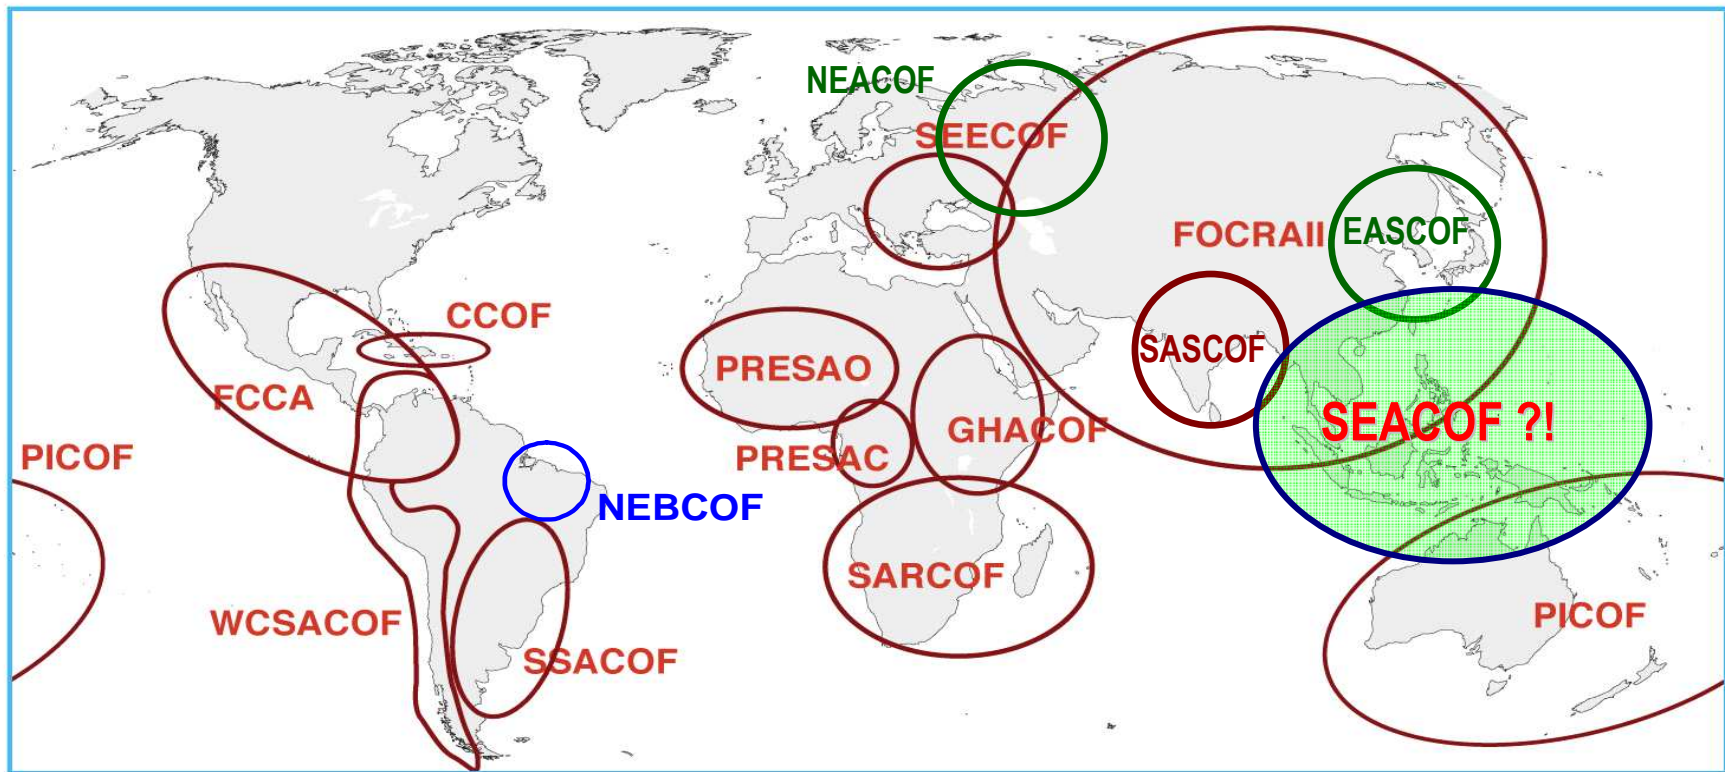 NEACOF
SEECOF
FOCRAII
EASCOF
CCOF
SASCOF
PRESAO
FCCA
SEACOF ?!
GHACOF
PICOF
PRESAC
NEBCOF
SARCOF
WCSACOF
PICOF
SSACOF